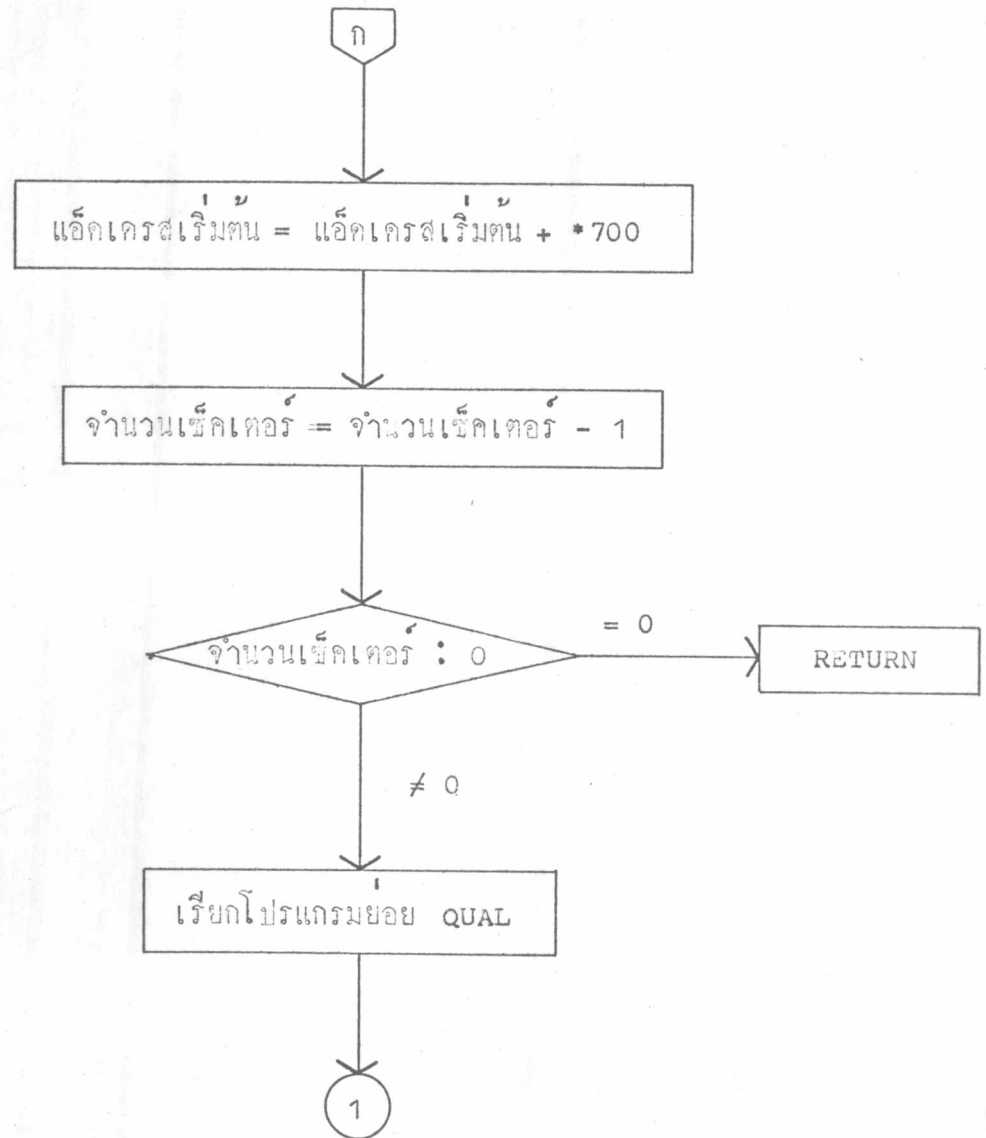 ก
แอ็คเครสเริ่มต้น = แอ็คเครสเริ่มต้น + *700
จำนวนเซ็คเตอร์ = จำนวนเซ็คเตอร์ - 1
จำนวนเซ็คเตอร์ : 0
= 0
RETURN
≠ 0
เรียกโปรแกรมย่อย QUAL
1